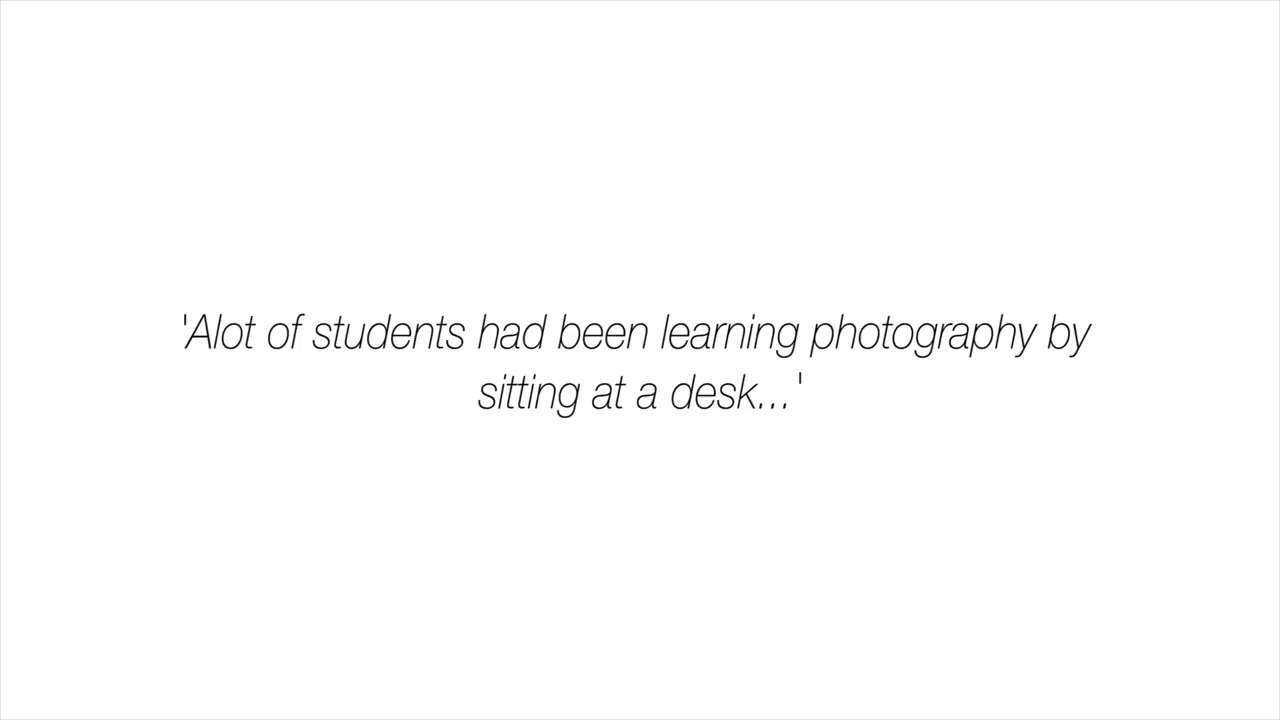 'Alot of students had been learning photography by
sitting at a desk...'